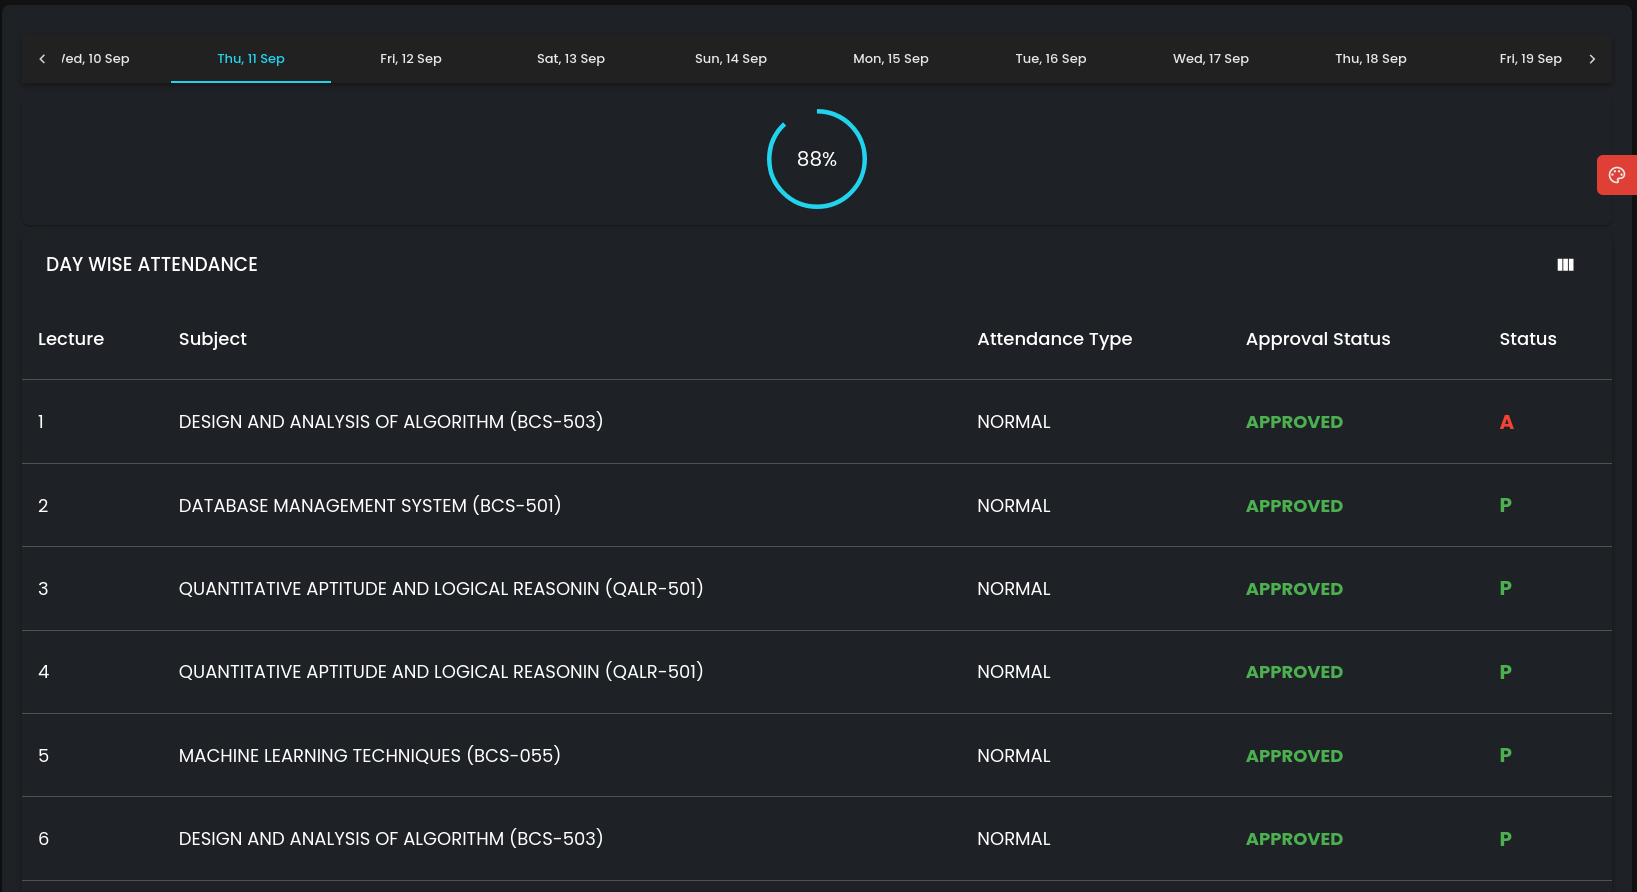 10 Sep
Thu, 11 Sep
Fri, 12 Sep
Sat, 13 Sep
Sun, 14 Sep
Mon, 15 Sep
Tue, 16 Sep
Wed, 17 Sep
Thu, 18 Sep
Fri, 19 Sep
88%
DAY WISE ATTENDANCE
Lecture Subject Attendance Type Approval Status Status
1 DESIGN AND ANALYSIS OF ALGORITHM (BCS-503) NORMAL APPROVED A
2 DATABASE MANAGEMENT SYSTEM (BCS-501) NORMAL APPROVED P
3 QUANTITATIVE APTITUDE AND LOGICAL REASONIN (QALR-501) NORMAL APPROVED P
4 QUANTITATIVE APTITUDE AND LOGICAL REASONIN (QALR-501) NORMAL APPROVED P
5 MACHINE LEARNING TECHNIQUES (BCS-055) NORMAL APPROVED P
6 DESIGN AND ANALYSIS OF ALGORITHM (BCS-503) NORMAL APPROVED P